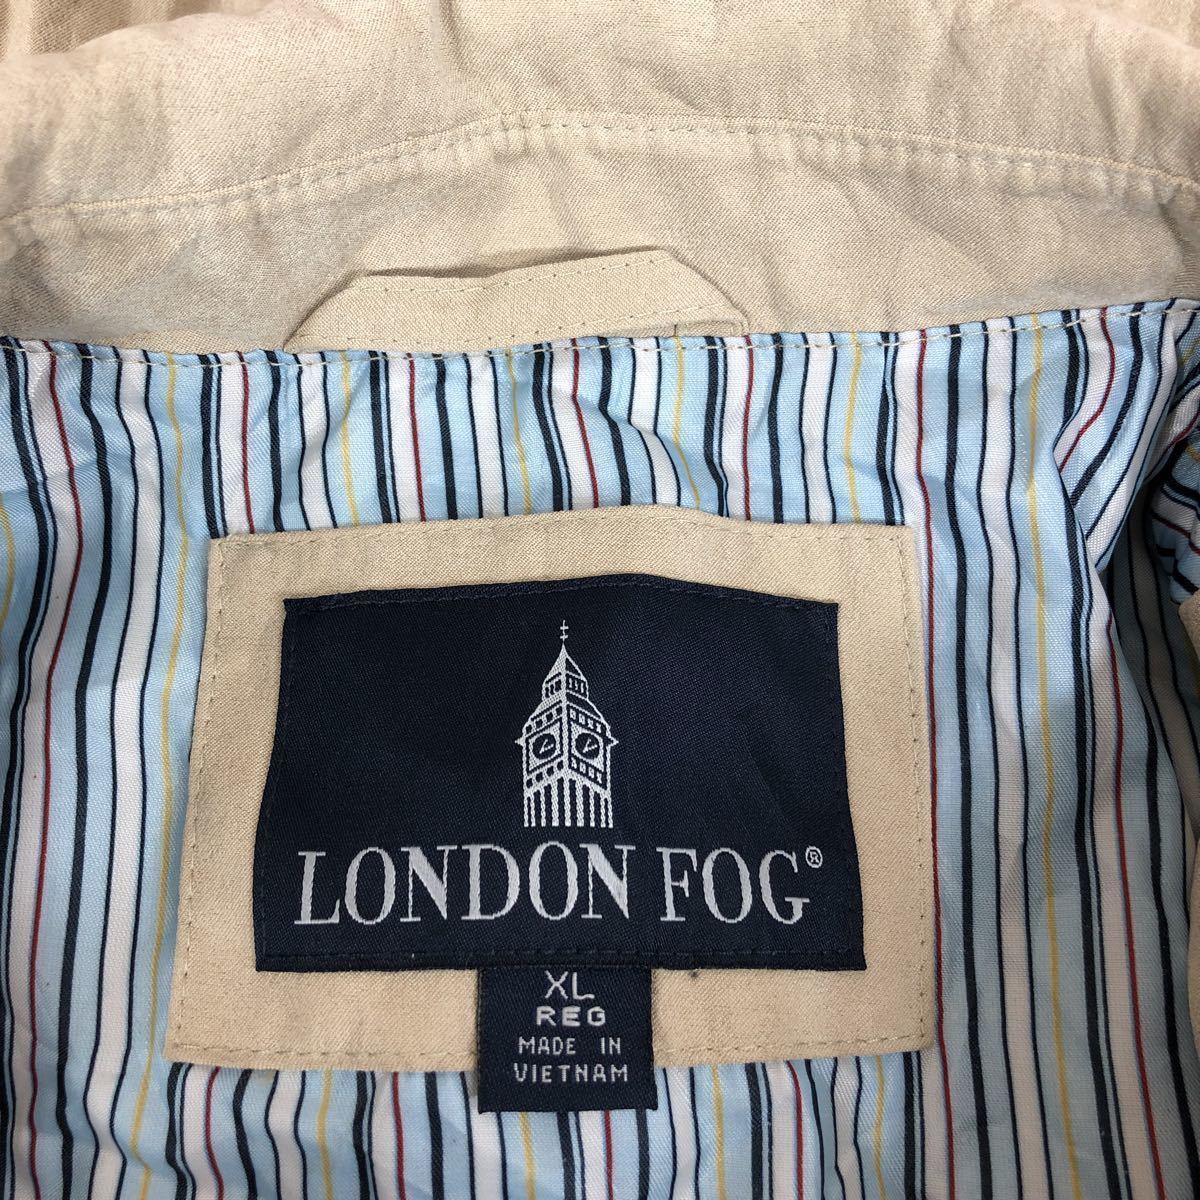 LONDON FOG®
XL
REG
MADE IN
VIETNAM